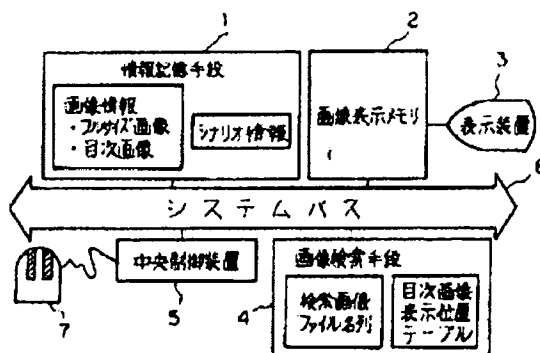 1
情報記憶手段
画像情報
・フルサイズ画像
・目次画像
シナリオ情報
2
画像表示メモリ
3
表示装置
6
システムバス
7
中央制御装置
5
4
画像検索手段
検索画像
ファイル名列
目次画像
表示位置
テーブル